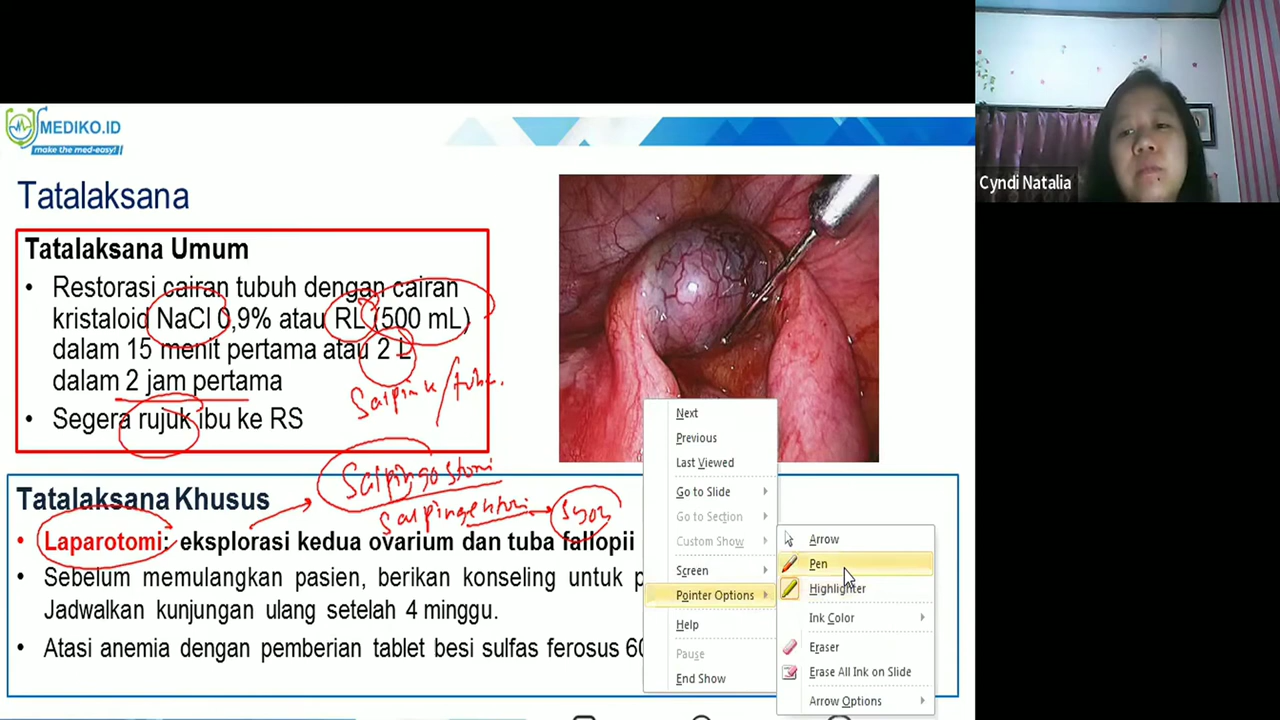 MEDIKO.ID
make the med-easy!
Tatalaksana
Tatalaksana Umum
• Restorasi cairan tubuh dengan cairan
kristaloid NaCl 0,9% atau RL (500 mL)
dalam 15 menit pertama atau 2 L
dalam 2 jam pertama
• Segera rujuk ibu ke RS
Salpingostomi
Tatalaksana Khusus
• Laparotomi: eksplorasi kedua ovarium dan tuba fallopii
• Sebelum memulangkan pasien, berikan konseling untuk p
Jadwalkan kunjungan ulang setelah 4 minggu.
• Atasi anemia dengan pemberian tablet besi sulfas ferosus 60
Next
Previous
Last Viewed
Go to Slide
Go to Section
Custom Show
Screen
Pointer Options
Help
Pause
End Show
Arrow
Pen
Highlighter
Ink Color
Eraser
Erase All Ink on Slide
Arrow Options
Cyndi Natalia